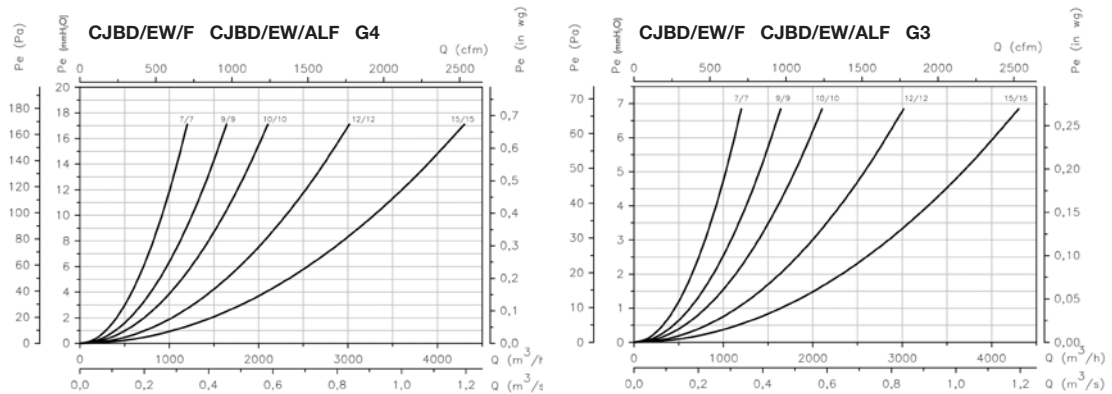 CJBD/EW/F CJBD/EW/ALF G4
Pe (Pa)
Pe (mmH₂O)
Q (cfm)
Pe (in wg)
0 500 1000 1500 2000 2500
180
160
140
120
100
80
60
40
20
0
20
18
16
14
12
10
8
6
4
2
0
7/7 9/9 10/10 12/12 15/15
0,7
0,6
0,5
0,4
0,3
0,2
0,1
0,0
1000 2000 3000 4000 Q (m³/h
0,0 0,2 0,4 0,6 0,8 1,0 1,2 Q (m³/s
CJBD/EW/F CJBD/EW/ALF G3
Pe (Pa)
Pe (mmH₂O)
Q (cfm)
Pe (in wg)
0 500 1000 1500 2000 2500
70
60
50
40
30
20
10
0
7
6
5
4
3
2
1
0
7/7 9/9 10/10 12/12 15/15
0,25
0,20
0,15
0,10
0,05
0,00
0 1000 2000 3000 4000 Q (m³/h)
0,0 0,2 0,4 0,6 0,8 1,0 1,2 Q (m³/s)